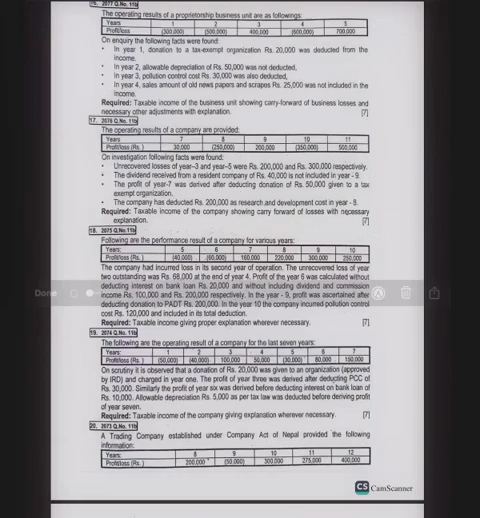 16. 2077 Q.No. 11b
The operating results of a proprietorship business unit are as followings:
Years 1 2 3 4 5
Profit/loss (300,000) (500,000) 400,000 (600,000) 700,000
On enquiry the following facts were found:
• In year 1, donation to a tax-exempt organization Rs. 20,000 was deducted from the
income.
• In year 2, allowable depreciation of Rs. 50,000 was not deducted,
• In year 3, pollution control cost Rs. 30,000 was also deducted,
• In year 4, sales amount of old news papers and scrapes Rs. 25,000 was not included in the
income.
Required: Taxable income of the business unit showing carry-forward of business losses and
necessary other adjustments with explanation. [7]
17. 2076 Q.No. 11b
The operating results of a company are provided:
Years 7 8 9 10 11
Profit/loss (Rs.) 30,000 (250,000) 200,000 (350,000) 500,000
On investigation following facts were found:
• Unrecovered losses of year–3 and year–5 were Rs. 200,000 and Rs. 300,000 respectively.
• The dividend received from a resident company of Rs. 40,000 is not included in year - 9.
• The profit of year-7 was derived after deducting donation of Rs. 50,000 given to a tax
exempt organization.
• The company has deducted Rs. 200,000 as research and development cost in year - 8.
Required: Taxable income of the company showing carry forward of losses with necessary
explanation. [7]
18. 2075 Q.No. 11b
Following are the performance result of a company for various years:
Years: 5 6 7 8 9 10
Profit/loss (Rs.) (40,000) (60,000) 160,000 220,000 300,000 250,000
The company had incurred loss in its second year of operation. The unrecovered loss of year
two outstanding was Rs. 68,000 at the end of year 4. Profit of the year 6 was calculated without
deducting interest on bank loan Rs. 20,000 and without including dividend and commission
income Rs. 100,000 and Rs. 200,000 respectively. In the year - 9, profit was ascertained after
deducting donation to PADT Rs. 200,000. In the year 10 the company incurred pollution control
cost Rs. 120,000 and included in its total deduction.
Done
Required: Taxable income giving proper explanation wherever necessary. [7]
19. 2074 Q.No. 11b
The following are the operating result of a company for the last seven years:
Years: 1 2 3 4 5 6 7
Profit/loss (Rs.) (50,000) (40,000) 100,000 50,000 (30,000) 80,000 150,000
On scrutiny it is observed that a donation of Rs. 20,000 was given to an organization (approved
by IRD) and charged in year one. The profit of year three was derived after deducting PCC of
Rs. 30,000. Similarly the profit of year six was derived before deducting interest on bank loan of
Rs. 10,000. Allowable depreciation Rs. 5,000 as per tax law was deducted before deriving profit
of year seven.
Required: Taxable income of the company giving explanation wherever necessary. [7]
20. 2073 Q.No. 11b
A Trading Company established under Company Act of Nepal provided the following
information:
Years: 8 9 10 11 12
Profit/loss (Rs.) 200,000 (50,000) 300,000 275,000 400,000
CS CamScanner